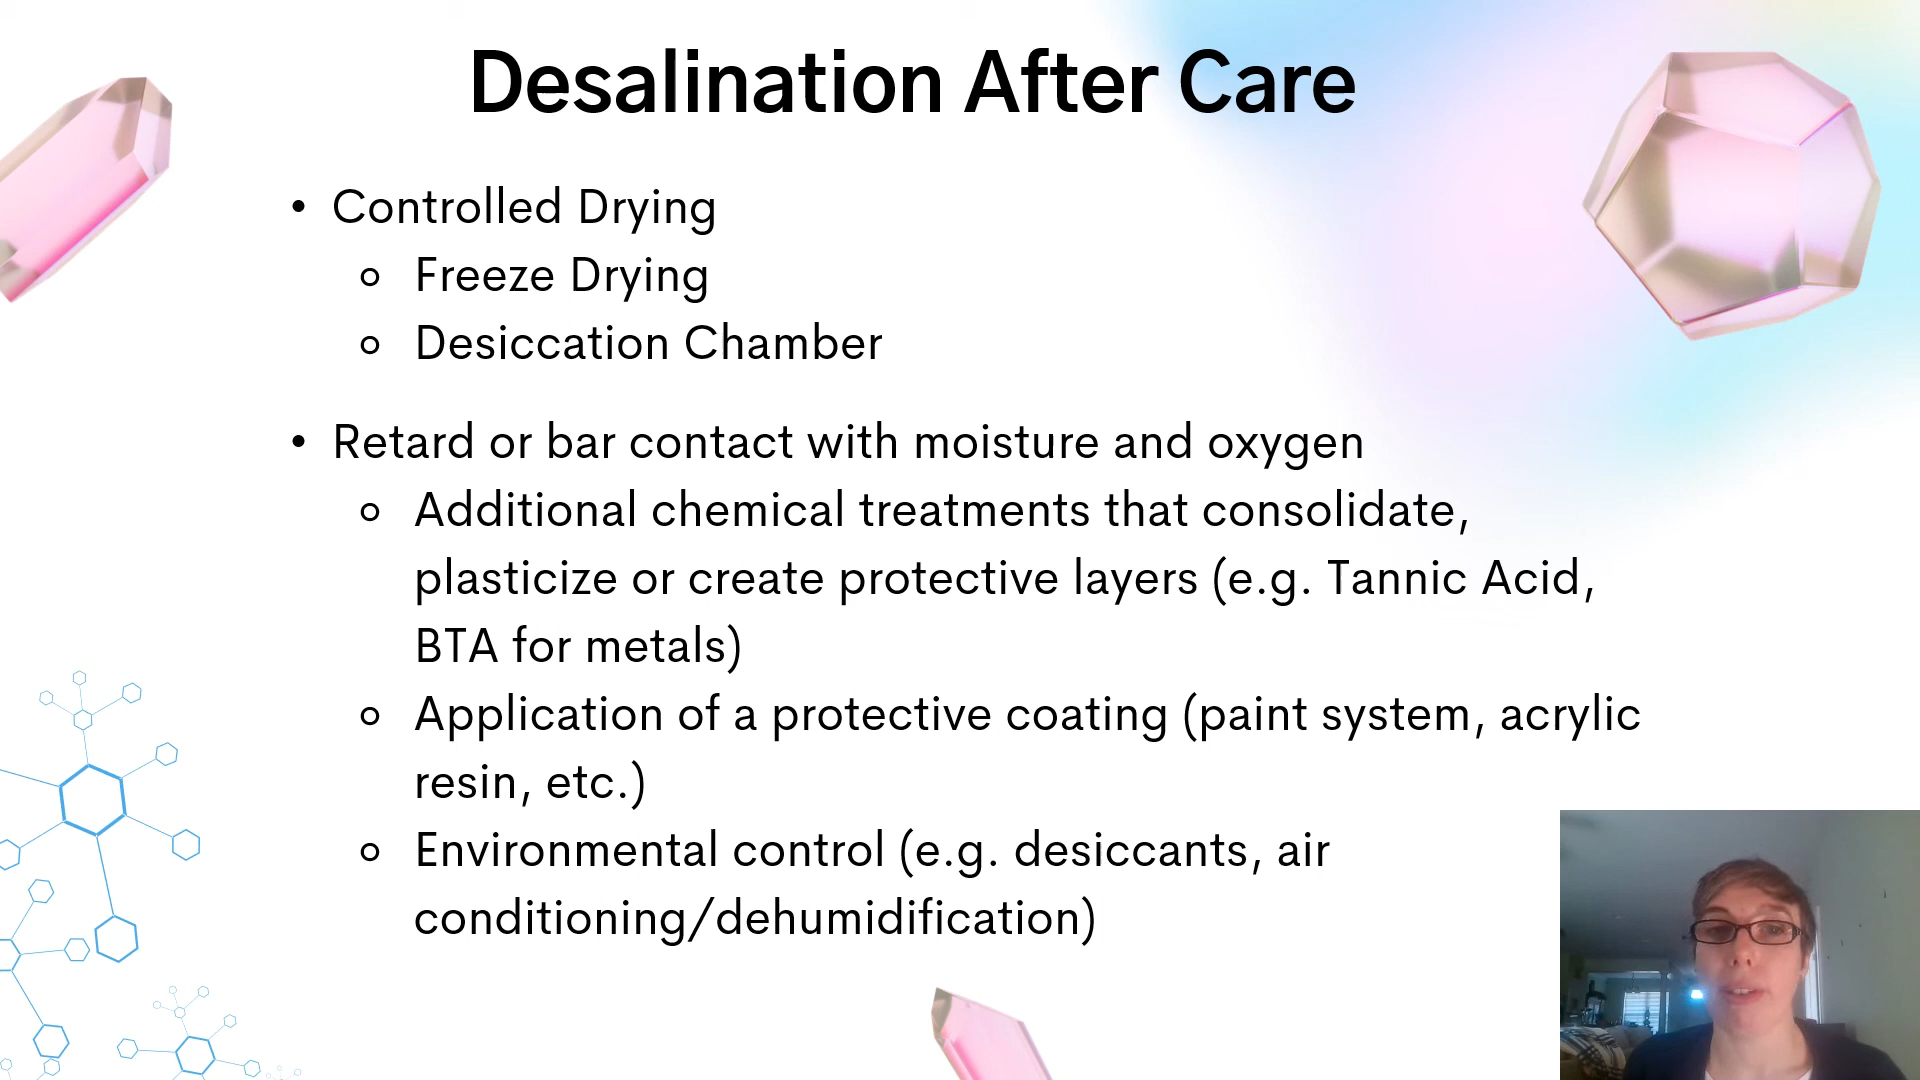 Desalination After Care
• Controlled Drying
○ Freeze Drying
○ Desiccation Chamber
• Retard or bar contact with moisture and oxygen
○ Additional chemical treatments that consolidate,
plasticize or create protective layers (e.g. Tannic Acid,
BTA for metals)
○ Application of a protective coating (paint system, acrylic
resin, etc.)
○ Environmental control (e.g. desiccants, air
conditioning/dehumidification)